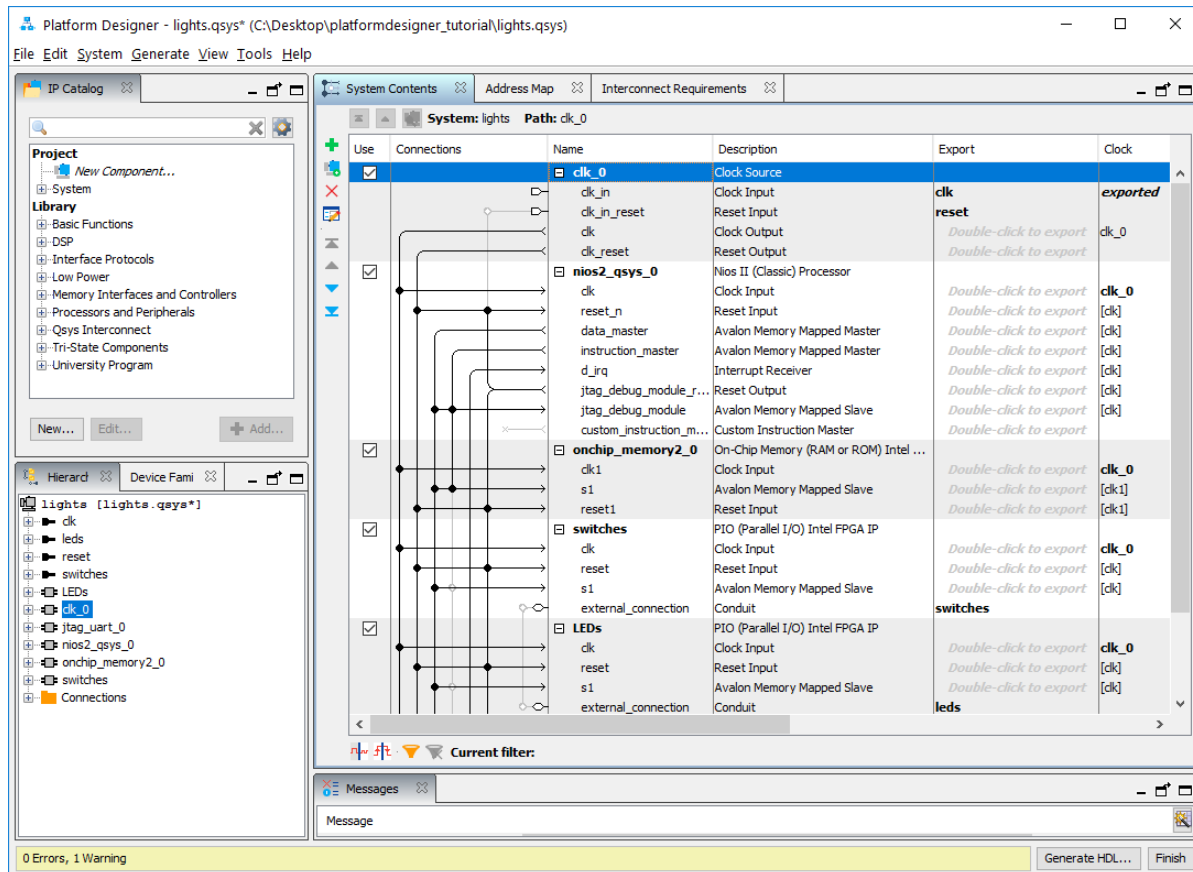 Platform Designer - lights.qsys* (C:\Desktop\platformdesigner_tutorial\lights.qsys)
File Edit System Generate View Tools Help
IP Catalog
Project
New Component...
System
Library
Basic Functions
DSP
Interface Protocols
Low Power
Memory Interfaces and Controllers
Processors and Peripherals
Qsys Interconnect
Tri-State Components
University Program
New... Edit... Add...
Hierarch Device Fami
lights [lights.qsys*]
clk
leds
reset
switches
LEDs
clk_0
jtag_uart_0
nios2_qsys_0
onchip_memory2_0
switches
Connections
System Contents Address Map Interconnect Requirements
System: lights Path: clk_0
Use Connections Name Description Export Clock
clk_0 Clock Source
clk_in Clock Input clk exported
clk_in_reset Reset Input reset
clk Clock Output Double-click to export clk_0
clk_reset Reset Output Double-click to export
nios2_qsys_0 Nios II (Classic) Processor
clk Clock Input Double-click to export clk_0
reset_n Reset Input Double-click to export [clk]
data_master Avalon Memory Mapped Master Double-click to export [clk]
instruction_master Avalon Memory Mapped Master Double-click to export [clk]
d_irq Interrupt Receiver Double-click to export [clk]
jtag_debug_module_r... Reset Output Double-click to export [clk]
jtag_debug_module Avalon Memory Mapped Slave Double-click to export [clk]
custom_instruction_m... Custom Instruction Master Double-click to export
onchip_memory2_0 On-Chip Memory (RAM or ROM) Intel ...
clk1 Clock Input Double-click to export clk_0
s1 Avalon Memory Mapped Slave Double-click to export [clk1]
reset1 Reset Input Double-click to export [clk1]
switches PIO (Parallel I/O) Intel FPGA IP
clk Clock Input Double-click to export clk_0
reset Reset Input Double-click to export [clk]
s1 Avalon Memory Mapped Slave Double-click to export [clk]
external_connection Conduit switches
LEDs PIO (Parallel I/O) Intel FPGA IP
clk Clock Input Double-click to export clk_0
reset Reset Input Double-click to export [clk]
s1 Avalon Memory Mapped Slave Double-click to export [clk]
external_connection Conduit leds
Current filter:
Messages
Message
0 Errors, 1 Warning
Generate HDL... Finish